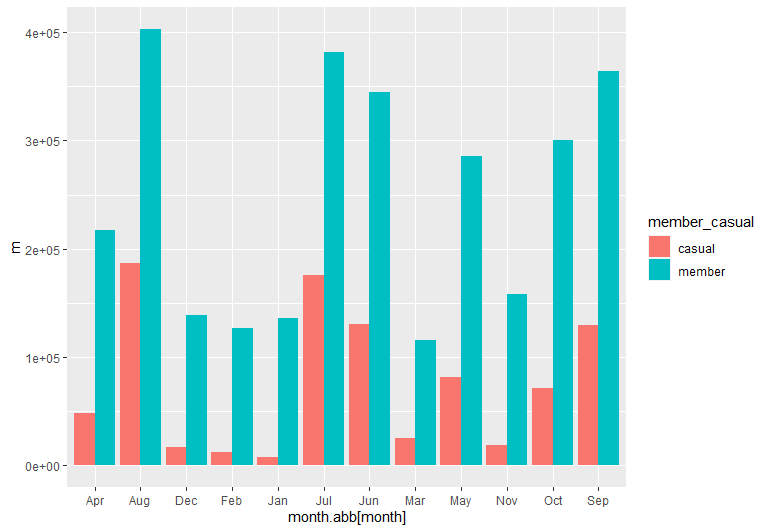 4e+05
3e+05
2e+05
1e+05
0e+00
m
Apr Aug Dec Feb Jan Jul Jun Mar May Nov Oct Sep
month.abb[month]
member_casual
casual
member